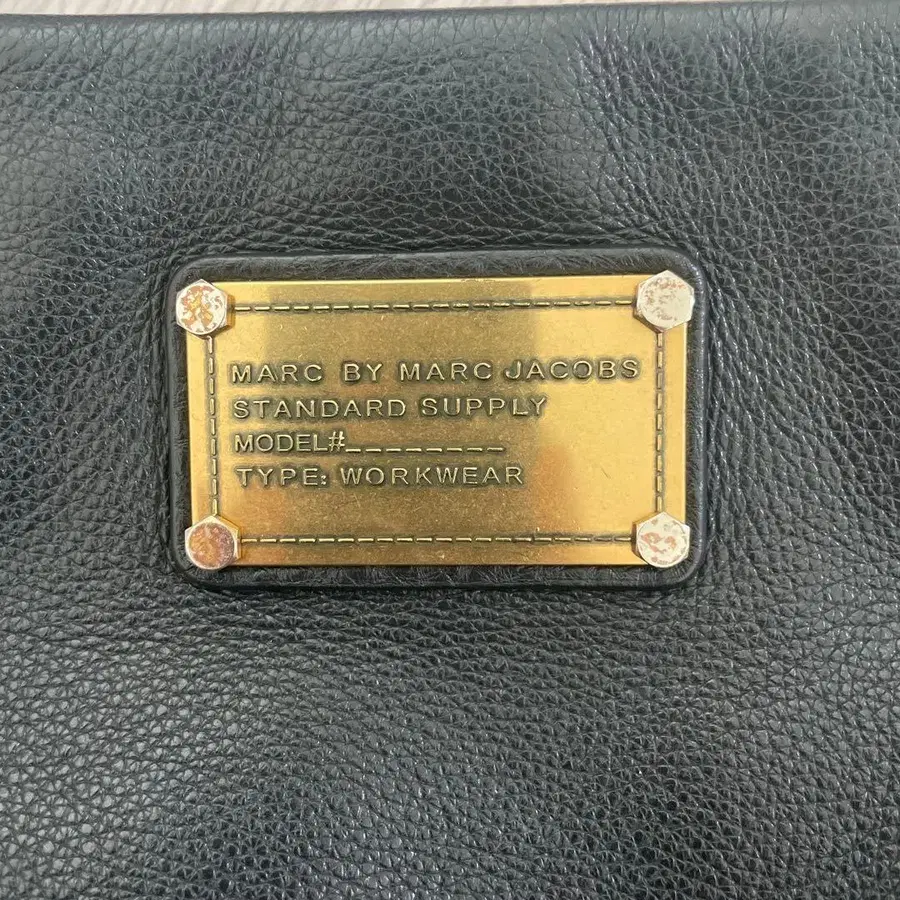 MARC BY MARC JACOBS
STANDARD SUPPLY
MODEL#________
TYPE: WORKWEAR